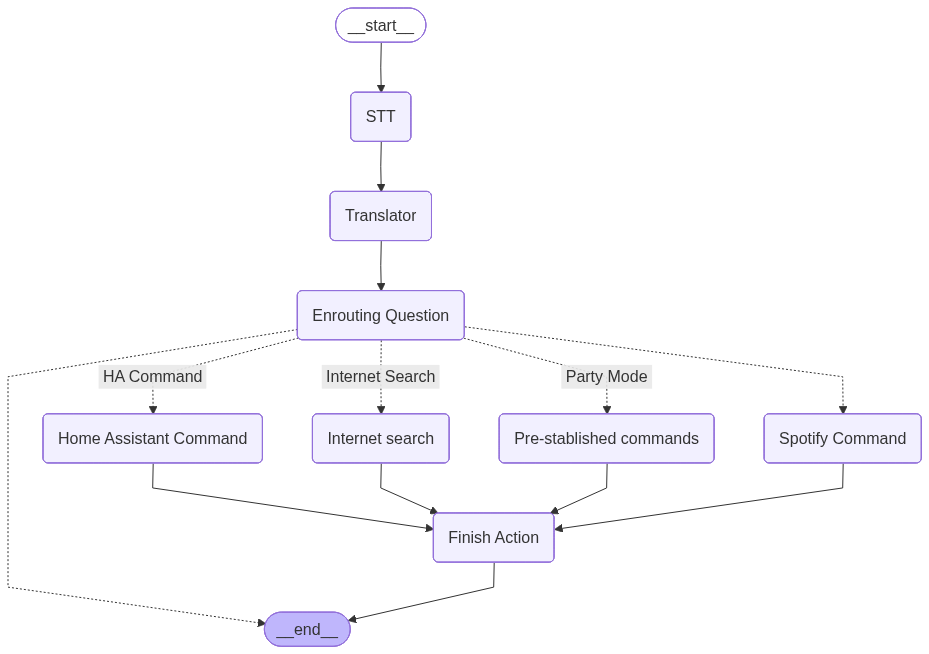 __start__
STT
Translator
Enrouting Question
HA Command
Internet Search
Party Mode
Home Assistant Command
Internet search
Pre-stablished commands
Spotify Command
Finish Action
__end__